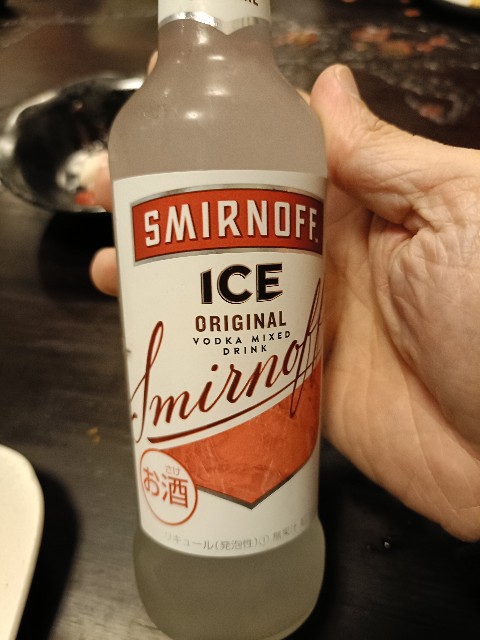 SMIRNOFF
ICE
ORIGINAL
VODKA MIXED
DRINK
Smirnoff
さけ
お酒
リキュール(発泡性)①